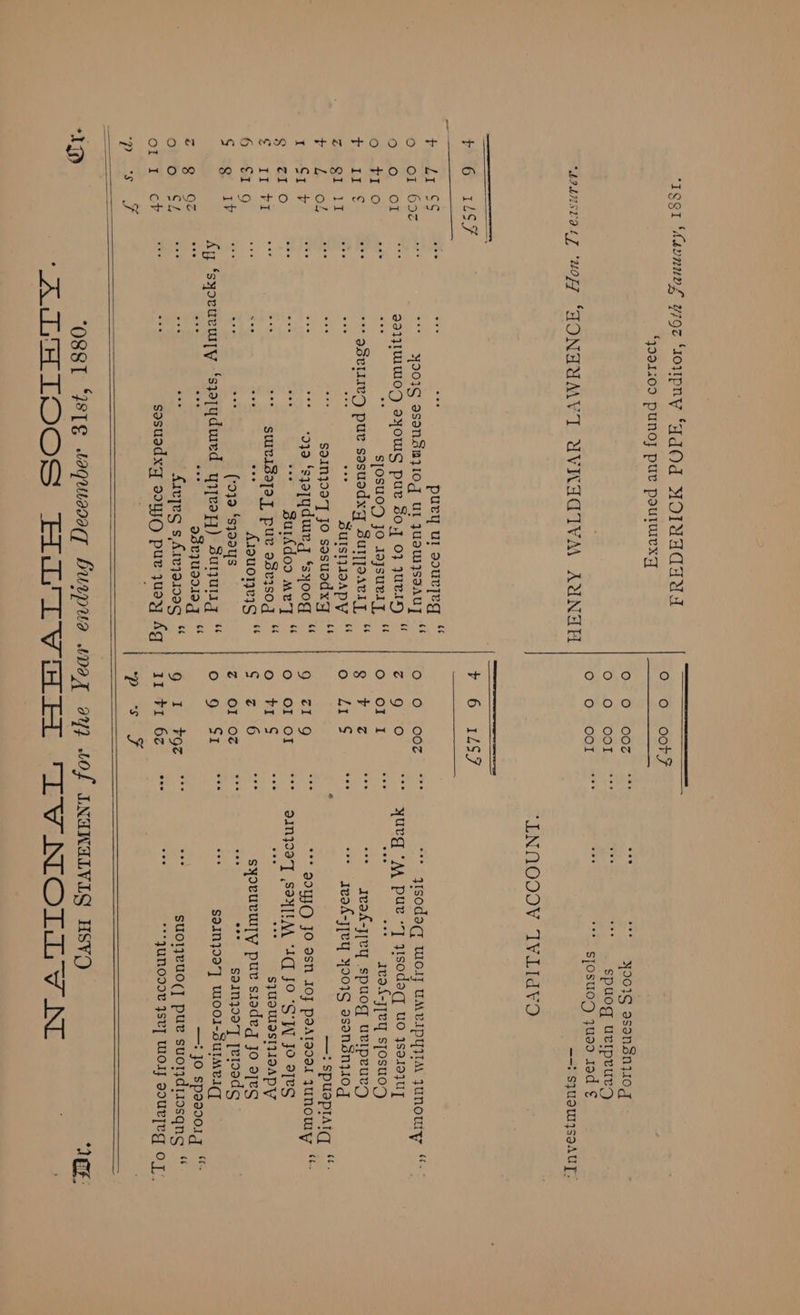 NATIONAL HEALTH SOCIETY.
Dr. CASH STATEMENT for the Year ending December 31st, 1880. Cr.
£ s. d.
"To Balance from last account ... ... ... 29 14 11
" Subscriptions and Donations ... ... 264 1 6
" Proceeds of :—
Drawing-room Lectures ... ... 15 6 0
Special Lectures ... ... 20 10 2
Sale of Papers and Almanacks ... 9 2 5
Advertisements ... ... 5 14 0
Sale of M.S. of Dr. Wilks' Lecture ... 10 10 0
" Amount received for use of Office ... ... 6 12 6
" Dividends :—
Portuguese Stock half-year ... ... 5 17 0
Canadian Bonds, half-year ... ... 2 4 8
Consols half-year ... ... 1 10 0
Interest on Deposit L. and W. Bank ... 0 6 2
" Amount withdrawn from Deposit ... ... 200 0 0
£571 9 4
£ s. d.
By Rent and Office Expenses ... ... 43 1 10
" Secretary's Salary ... ... ... 75 0 0
" Percentage ... ... ... 26 8 2
" Printing (Health Pamphlets, Almanacks, fly
sheets, etc.) ... ... ... 41 8 5
" Stationery ... ... ... 6 13 9
" Postage and Telegrams ... ... 14 11 3
" Law copying ... ... ... 0 12 8
" Books, Pamphlets, etc. ... ... 4 15 1
" Expenses of Lectures ... ... 70 7 4
" Advertising ... ... ... 11 18 2
" Travelling Expenses and Carriage ... ... 3 11 4
" Transfer of Consols ... ... 0 14 0
" Grant to Fog and Smoke Committee ... 10 0 0
" Investment in Portuguese Stock ... ... 209 10 0
" Balance in hand ... ... ... 55 17 4
£571 9 4
CAPITAL ACCOUNT.
"Investments :—
3 per cent Consols ... ... ... 100 0 0
Canadian Bonds ... ... ... 100 0 0
Portuguese Stock ... ... ... 200 0 0
£400 0 0
HENRY WALDEMAR LAWRENCE, Hon. Treasurer.
Examined and found correct,
FREDERICK POPE, Auditor, 26th January, 1881.